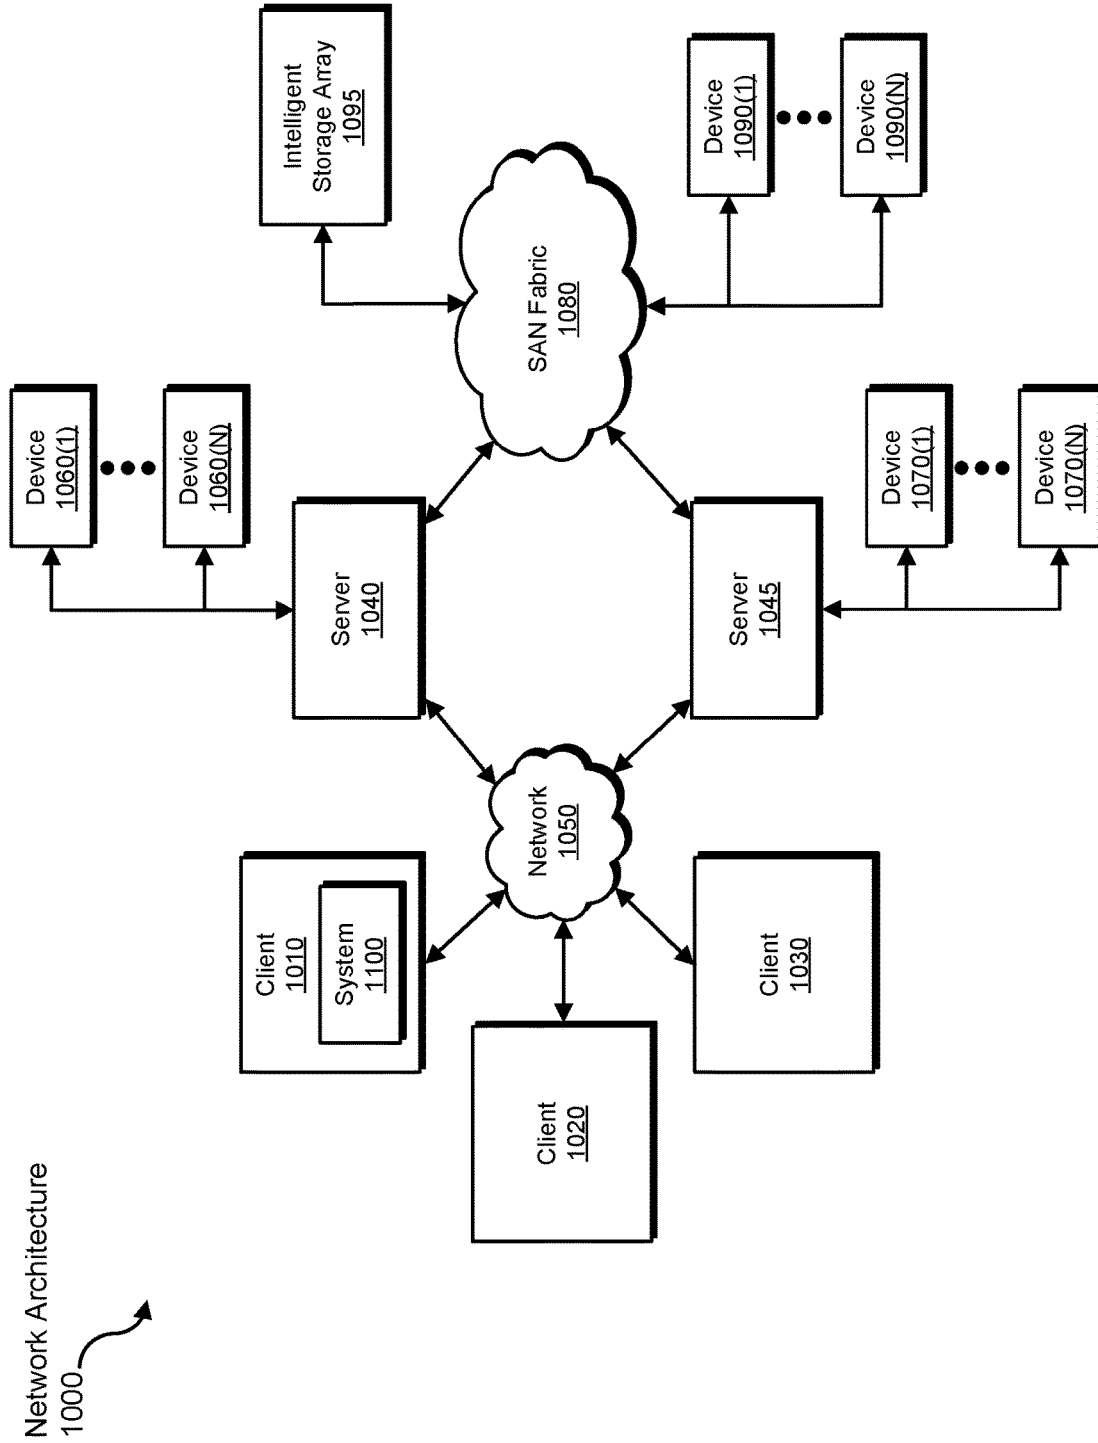 Network Architecture
1000
Client
1010
System
1100
Client
1020
Client
1030
Network
1050
Server
1040
Server
1045
Device
1060(1)
Device
1060(N)
Device
1070(1)
Device
1070(N)
SAN Fabric
1080
Intelligent
Storage Array
1095
Device
1090(1)
Device
1090(N)